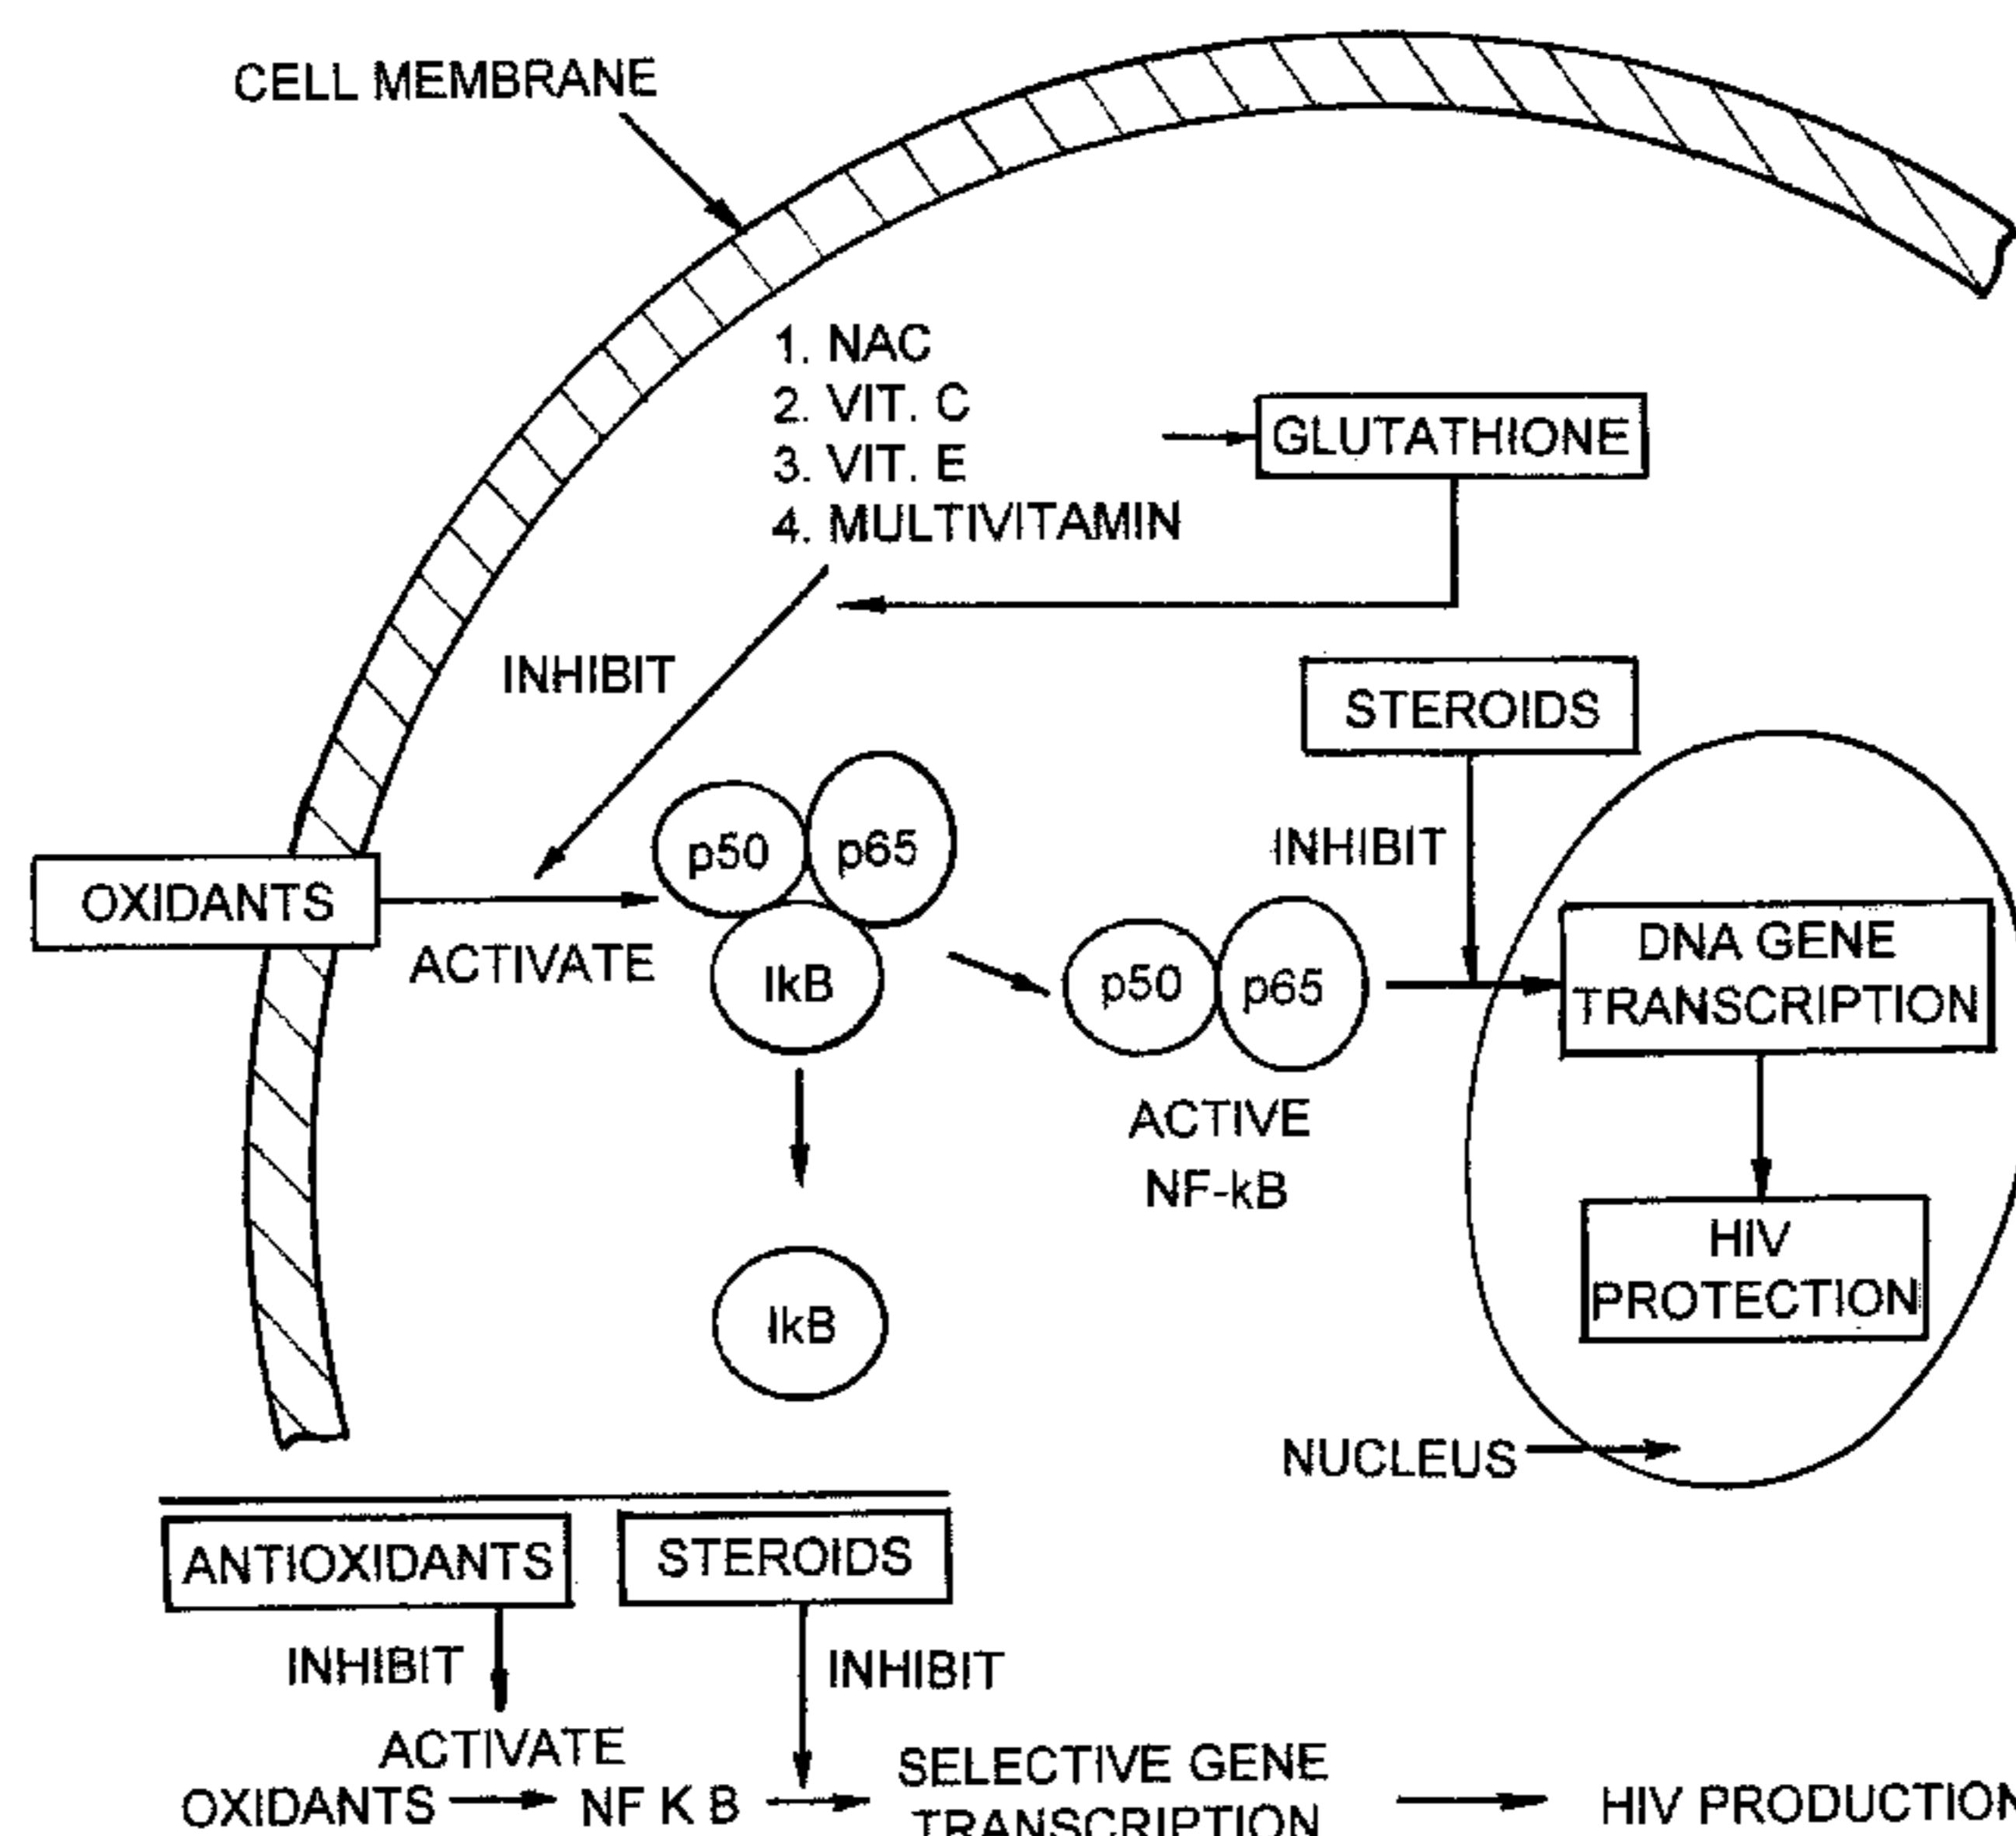 CELL MEMBRANE
1. NAC
2. VIT. C
3. VIT. E
4. MULTIVITAMIN
GLUTATHIONE
INHIBIT
STEROIDS
INHIBIT
p50
p65
IkB
OXIDANTS
ACTIVATE
p50
p65
ACTIVE
NF-kB
DNA GENE
TRANSCRIPTION
HIV
PROTECTION
IkB
NUCLEUS
ANTIOXIDANTS
STEROIDS
INHIBIT
INHIBIT
ACTIVATE
OXIDANTS
NF K B
SELECTIVE GENE
TRANSCRIPTION
HIV PRODUCTION